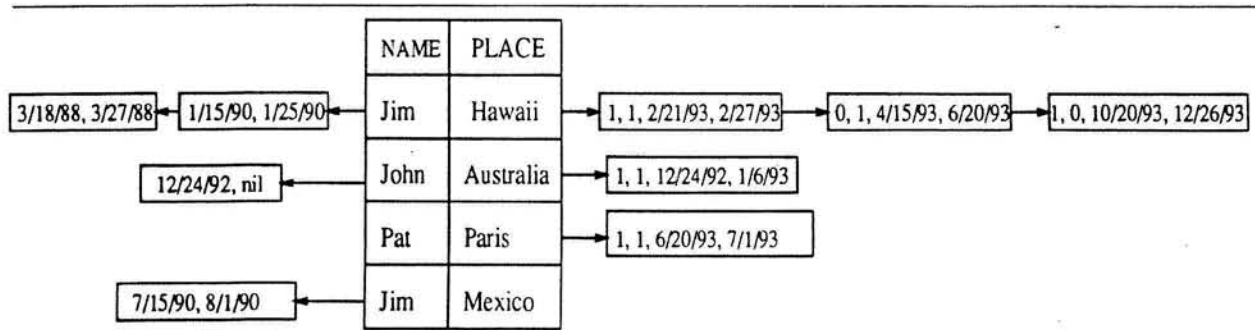 NAME PLACE
3/18/88, 3/27/88 1/15/90, 1/25/90 Jim Hawaii 1, 1, 2/21/93, 2/27/93 0, 1, 4/15/93, 6/20/93 1, 0, 10/20/93, 12/26/93
12/24/92, nil John Australia 1, 1, 12/24/92, 1/6/93
Pat Paris 1, 1, 6/20/93, 7/1/93
7/15/90, 8/1/90 Jim Mexico